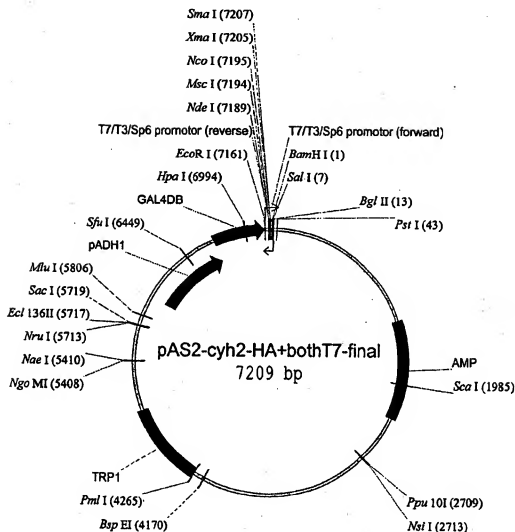 Sma I (7207)
Xma I (7205)
Nco I (7195)
Msc I (7194)
Nde I (7189)
T7/T3/Sp6 promotor (reverse)
T7/T3/Sp6 promotor (forward)
EcoR I (7161)
BamH I (1)
Hpa I (6994)
Sal I (7)
GAL4DB
Bgl II (13)
Sfu I (6449)
Pst I (43)
pADH1
Mlu I (5806)
Sac I (5719)
Ecl 136II (5717)
Nru I (5713)
Nae I (5410)
Ngo MI (5408)
pAS2-cyh2-HA+bothT7-final
7209 bp
AMP
Sca I (1985)
TRP1
Pml I (4265)
Bsp EI (4170)
Ppu 10I (2709)
Nsi I (2713)